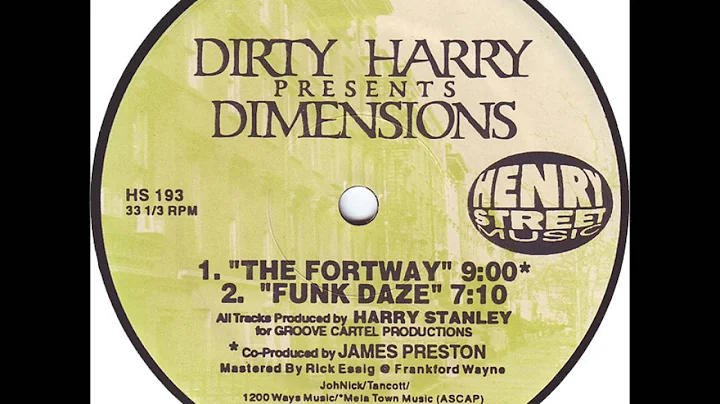 DIRTY HARRY
PRESENTS
DIMENSIONS
HS 193
33 1/3 RPM
HENRY
STREET
MUSIC
1. "THE FORTWAY" 9:00*
2. "FUNK DAZE" 7:10
All Tracks Produced by HARRY STANLEY
for GROOVE CARTEL PRODUCTIONS
* Co-Produced by JAMES PRESTON
Mastered By Rick Essig @ Frankford Wayne
JohNick/Tancott/
1200 Ways Music/*Mela Town Music (ASCAP)